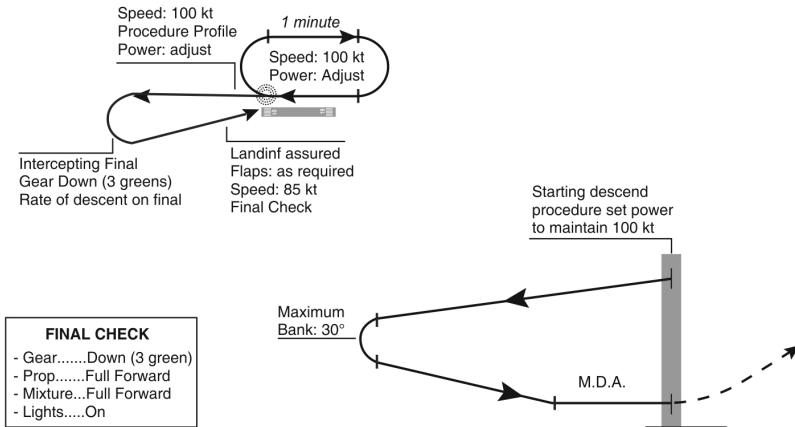 Speed: 100 kt
Procedure Profile
Power: adjust
1 minute
Speed: 100 kt
Power: Adjust
Intercepting Final
Gear Down (3 greens)
Rate of descent on final
Landinf assured
Flaps: as required
Speed: 85 kt
Final Check
Starting descend
procedure set power
to maintain 100 kt
Maximum
Bank: 30°
M.D.A.
FINAL CHECK
- Gear.......Down (3 green)
- Prop.......Full Forward
- Mixture...Full Forward
- Lights.....On